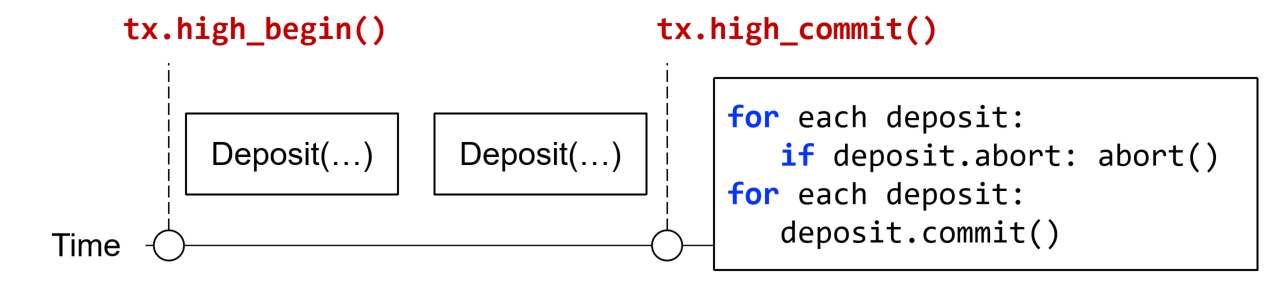 tx.high_begin()
tx.high_commit()
Deposit(…)
Deposit(…)
for each deposit:
if deposit.abort: abort()
for each deposit:
deposit.commit()
Time